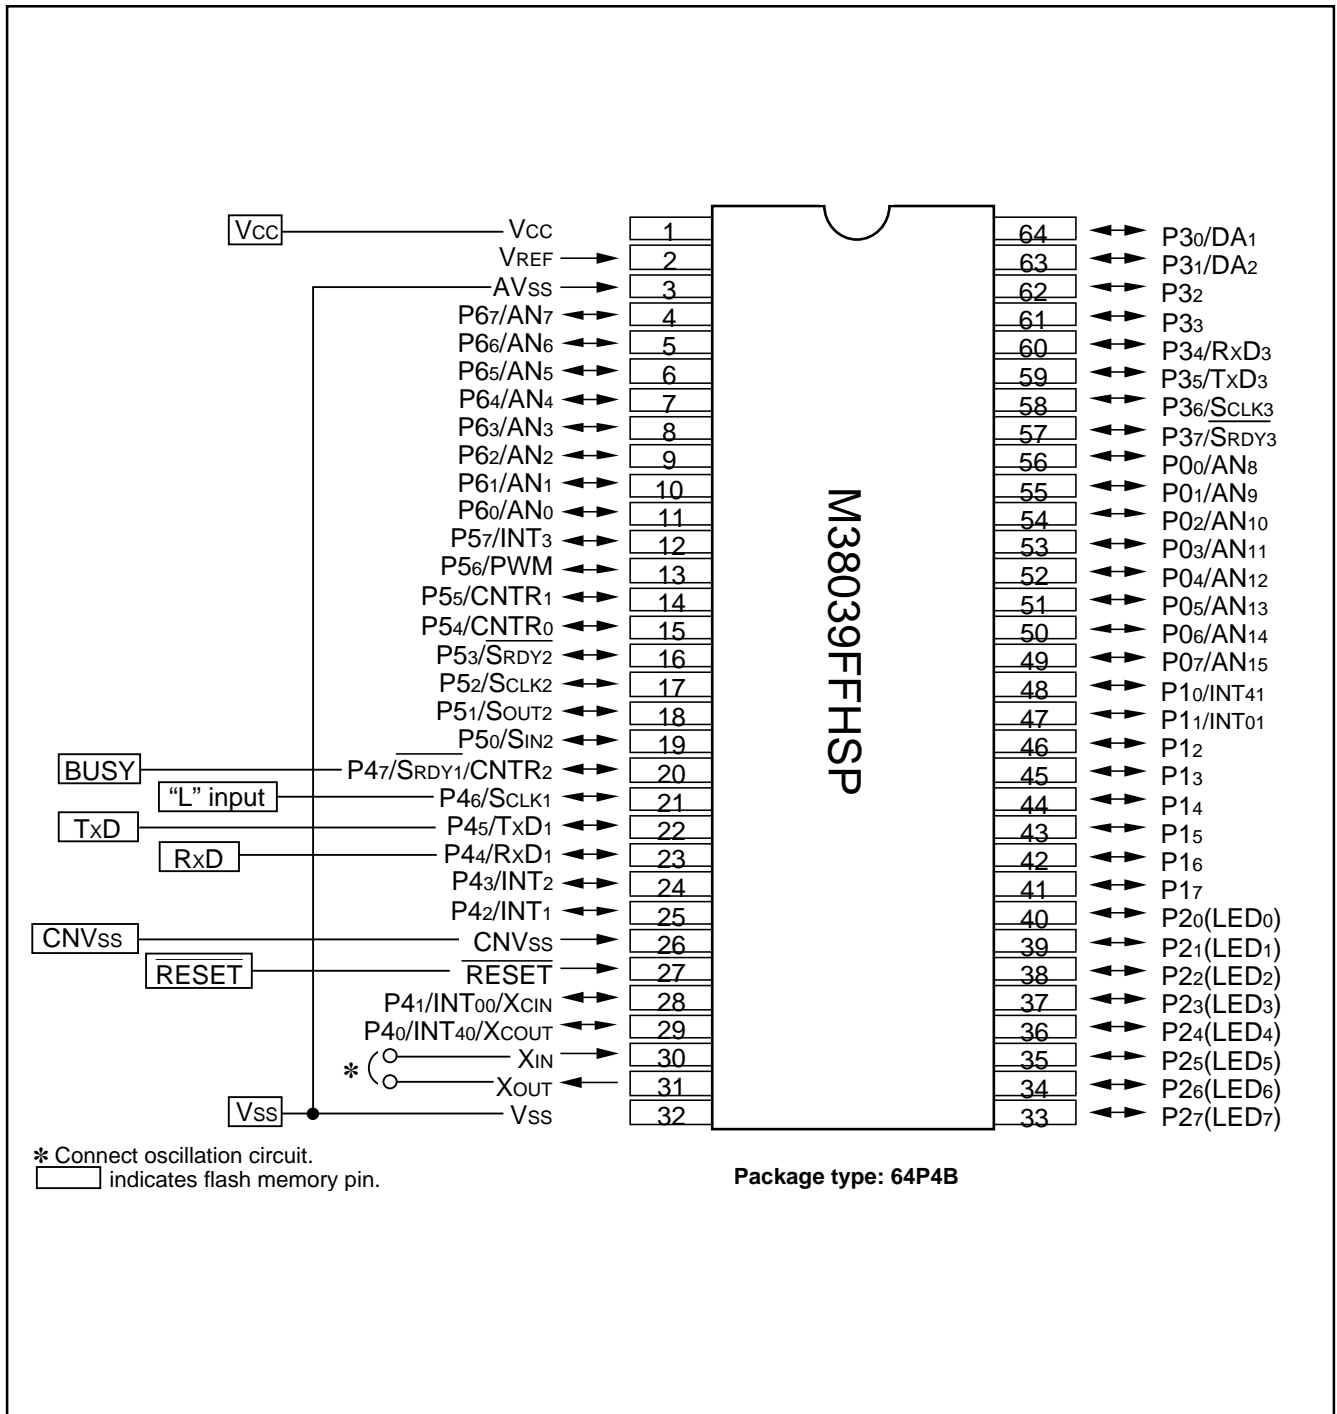 Vcc Vcc 1 64 P30/DA1
VREF 2 63 P31/DA2
AVss 3 62 P32
P67/AN7 4 61 P33
P66/AN6 5 60 P34/RxD3
P65/AN5 6 59 P35/TxD3
P64/AN4 7 58 P36/SCLK3
P63/AN3 8 57 P37/S̅R̅D̅Y̅3̅
P62/AN2 9 56 P00/AN8
P61/AN1 10 55 P01/AN9
P60/AN0 11 54 P02/AN10
P57/INT3 12 53 P03/AN11
P56/PWM 13 52 P04/AN12
P55/CNTR1 14 51 P05/AN13
P54/CNTR0 15 50 P06/AN14
P53/S̅R̅D̅Y̅2̅ 16 49 P07/AN15
P52/SCLK2 17 48 P10/INT41
P51/SOUT2 18 47 P11/INT01
P50/SIN2 19 46 P12
BUSY P47/S̅R̅D̅Y̅1̅/CNTR2 20 45 P13
“L” input P46/SCLK1 21 44 P14
TxD P45/TxD1 22 43 P15
RxD P44/RxD1 23 42 P16
P43/INT2 24 41 P17
P42/INT1 25 40 P20(LED0)
CNVss CNVss 26 39 P21(LED1)
R̅E̅S̅E̅T̅ R̅E̅S̅E̅T̅ 27 38 P22(LED2)
P41/INT00/XCIN 28 37 P23(LED3)
P40/INT40/XCOUT 29 36 P24(LED4)
XIN 30 35 P25(LED5)
✻ XOUT 31 34 P26(LED6)
Vss Vss 32 33 P27(LED7)
M38039FFHSP
✻ Connect oscillation circuit.
indicates flash memory pin.
Package type: 64P4B